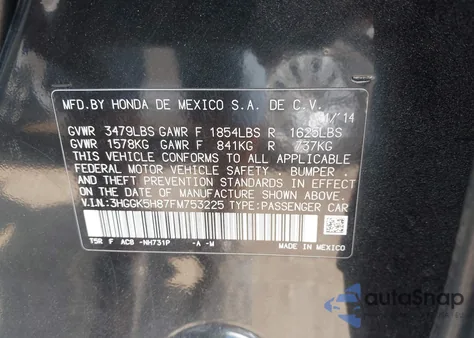 MFD.BY HONDA DE MEXICO S.A. DE C.V.
1/'14
GVWR 3479LBS GAWR F 1854LBS R 1623LBS
GVWR 1578KG GAWR F 841KG R 737KG
THIS VEHICLE CONFORMS TO ALL APPLICABLE
FEDERAL MOTOR VEHICLE SAFETY, BUMPER,
AND THEFT PREVENTION STANDARDS IN EFFECT
ON THE DATE OF MANUFACTURE SHOWN ABOVE.
V.I.N.:3HGGK5H87FM753225 TYPE:PASSENGER CAR
T5R F AC8 -NH731P -A -M
MADE IN MEXICO
autoSnap